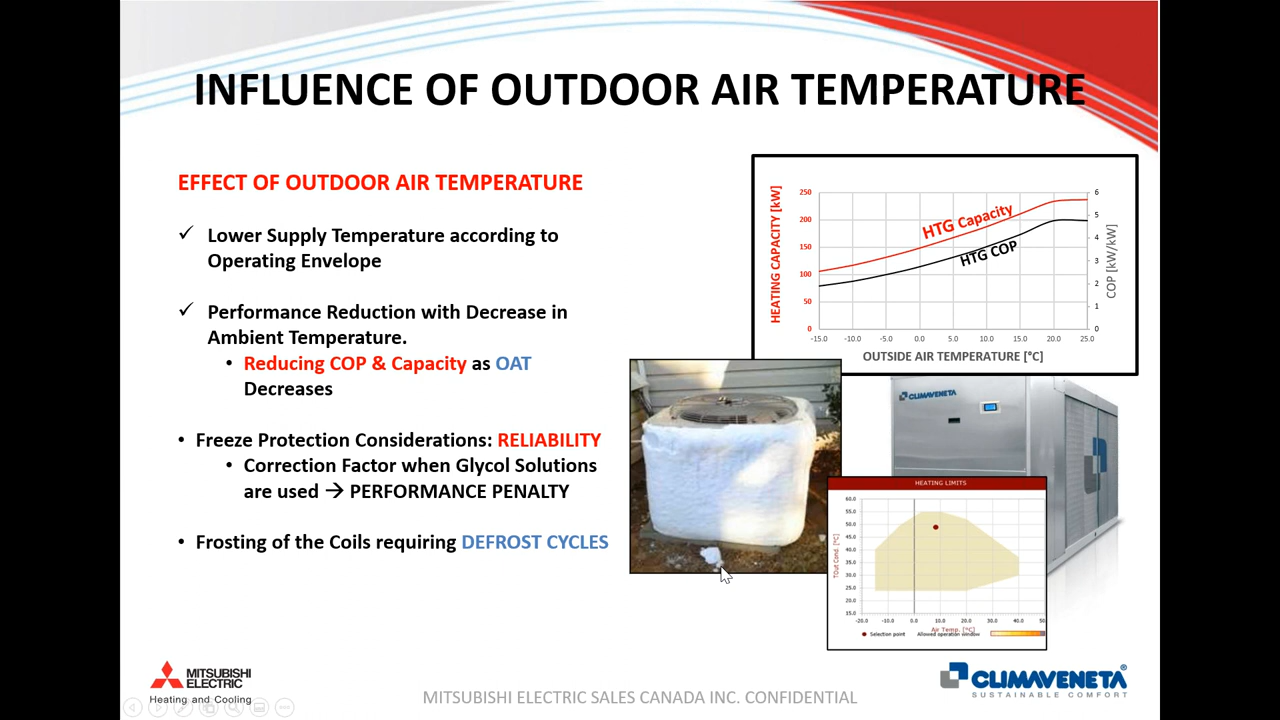 INFLUENCE OF OUTDOOR AIR TEMPERATURE
EFFECT OF OUTDOOR AIR TEMPERATURE
✓ Lower Supply Temperature according to
Operating Envelope
✓ Performance Reduction with Decrease in
Ambient Temperature.
• Reducing COP & Capacity as OAT
Decreases
• Freeze Protection Considerations: RELIABILITY
• Correction Factor when Glycol Solutions
are used → PERFORMANCE PENALTY
• Frosting of the Coils requiring DEFROST CYCLES
HEATING CAPACITY [kW]
250
200
150
100
50
0
HTG Capacity
HTG COP
6
5
4
3
2
1
0
COP [kW/kW]
-15.0 -10.0 -5.0 0.0 5.0 10.0 15.0 20.0 25.0
OUTSIDE AIR TEMPERATURE [°C]
CLIMAVENETA
HEATING LIMITS
TOut Cond. [°C]
60.0
55.0
50.0
45.0
40.0
35.0
30.0
25.0
20.0
15.0
-20.0 -10.0 0.0 10.0 20.0 30.0 40.0 50
Air Temp. [°C]
Selection point Allowed operation window
MITSUBISHI
ELECTRIC
Heating and Cooling
MITSUBISHI ELECTRIC SALES CANADA INC. CONFIDENTIAL
CLIMAVENETA®
SUSTAINABLE COMFORT